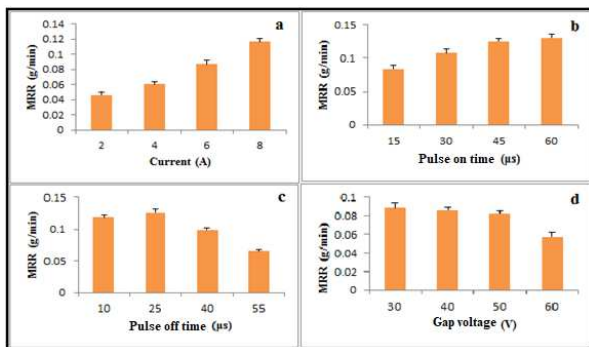 a
MRR (g/min)
0.14
0.12
0.1
0.08
0.06
0.04
0.02
0
2 4 6 8
Current (A)
b
MRR (g/min)
0.15
0.1
0.05
0
15 30 45 60
Pulse on time (µs)
c
MRR (g/min)
0.15
0.1
0.05
0
10 25 40 55
Pulse off time (µs)
d
MRR (g/min)
0.1
0.08
0.06
0.04
0.02
0
30 40 50 60
Gap voltage (V)